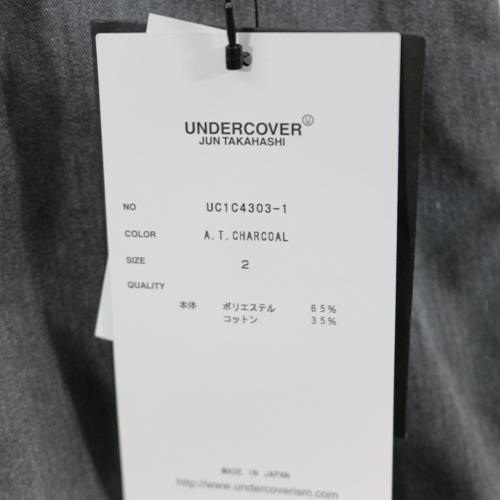 UNDERCOVER Ⓤ
JUN TAKAHASHI
NO UC1C4303-1
COLOR A.T.CHARCOAL
SIZE 2
QUALITY
本体 ポリエステル 65%
コットン 35%
MADE IN JAPAN
http://www.undercoverism.com